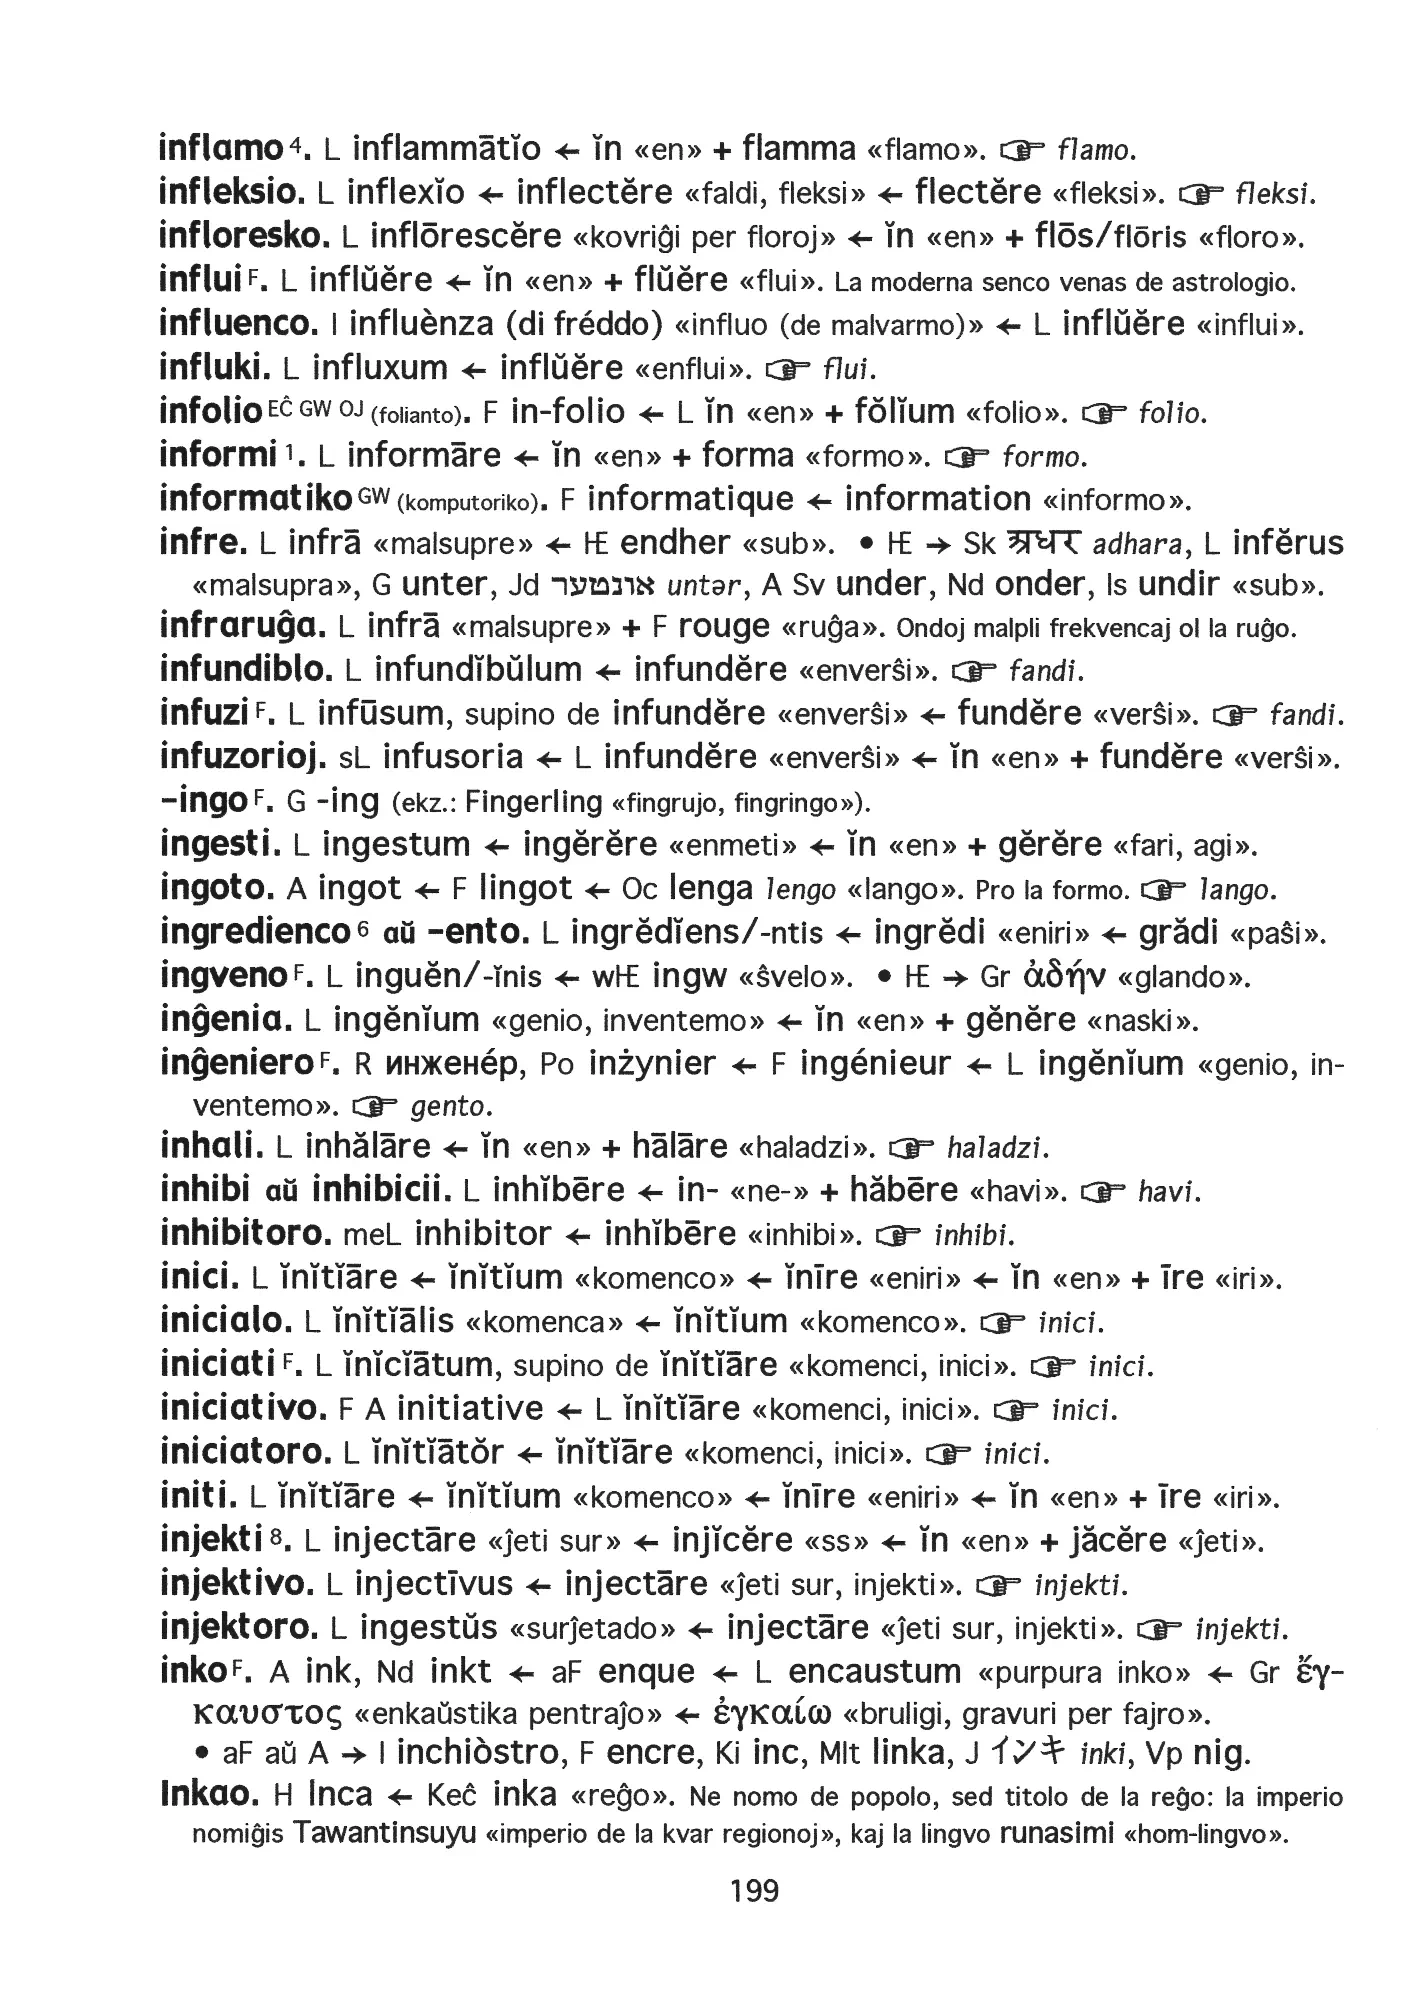 inflamo 4. L inflammātĭo ← ĭn «en» + flamma «flamo». ☞ flamo.
infleksio. L inflexĭo ← inflectĕre «faldi, fleksi» ← flectĕre «fleksi». ☞ fleksi.
infloresko. L inflōrescĕre «kovriĝi per floroj» ← ĭn «en» + flōs/flōrĭs «floro».
influi F. L inflŭĕre ← ĭn «en» + flŭĕre «flui». La moderna senco venas de astrologio.
influenco. I influènza (di fréddo) «influo (de malvarmo)» ← L inflŭĕre «influi».
influki. L influxum ← inflŭĕre «enflui». ☞ flui.
infolio EĈ GW OJ (folianto). F in-folio ← L ĭn «en» + fŏlĭum «folio». ☞ folio.
informi 1. L informāre ← ĭn «en» + forma «formo». ☞ formo.
informatiko GW (komputoriko). F informatique ← information «informo».
infre. L infrā «malsupre» ← IE endher «sub». • IE → Sk अधर adhara, L infĕrus
«malsupra», G unter, Jd אונטער untər, A Sv under, Nd onder, Is undir «sub».
infraruĝa. L infrā «malsupre» + F rouge «ruĝa». Ondoj malpli frekvencaj ol la ruĝo.
infundiblo. L infundĭbŭlum ← infundĕre «enverŝi». ☞ fandi.
infuzi F. L infūsum, supino de infundĕre «enverŝi» ← fundĕre «verŝi». ☞ fandi.
infuzorioj. sL infusoria ← L infundĕre «enverŝi» ← ĭn «en» + fundĕre «verŝi».
-ingo F. G -ing (ekz.: Fingerling «fingrujo, fingringo»).
ingesti. L ingestum ← ingĕrĕre «enmeti» ← ĭn «en» + gĕrĕre «fari, agi».
ingoto. A ingot ← F lingot ← Oc lenga lengo «lango». Pro la formo. ☞ lango.
ingredienco 6 aŭ -ento. L ingrĕdĭens/-ntis ← ingrĕdi «eniri» ← grădi «paŝi».
ingveno F. L inguĕn/-ĭnis ← wIE ingw «ŝvelo». • IE → Gr ἀδήν «glando».
inĝenia. L ingĕnĭum «genio, inventemo» ← ĭn «en» + gĕnĕre «naski».
inĝeniero F. R инженéр, Po inżynier ← F ingénieur ← L ingĕnĭum «genio, in-
ventemo». ☞ gento.
inhali. L inhălāre ← ĭn «en» + hālāre «haladzi». ☞ haladzi.
inhibi aŭ inhibicii. L inhĭbēre ← in- «ne-» + hăbēre «havi». ☞ havi.
inhibitoro. meL inhibitor ← inhĭbēre «inhibi». ☞ inhibi.
inici. L ĭnĭtĭāre ← ĭnĭtĭum «komenco» ← ĭnīre «eniri» ← ĭn «en» + īre «iri».
inicialo. L ĭnĭtĭālis «komenca» ← ĭnĭtĭum «komenco». ☞ inici.
iniciati F. L ĭnĭcĭātum, supino de ĭnĭtĭāre «komenci, inici». ☞ inici.
iniciativo. F A initiative ← L ĭnĭtĭāre «komenci, inici». ☞ inici.
iniciatoro. L ĭnĭtĭātŏr ← ĭnĭtĭāre «komenci, inici». ☞ inici.
initi. L ĭnĭtĭāre ← ĭnĭtĭum «komenco» ← ĭnīre «eniri» ← ĭn «en» + īre «iri».
injekti 8. L injectāre «ĵeti sur» ← injĭcĕre «ss» ← ĭn «en» + jăcĕre «ĵeti».
injektivo. L injectīvus ← injectāre «ĵeti sur, injekti». ☞ injekti.
injektoro. L ingestŭs «surĵetado» ← injectāre «ĵeti sur, injekti». ☞ injekti.
inko F. A ink, Nd inkt ← aF enque ← L encaustum «purpura inko» ← Gr ἔγ-
καυστος «enkaŭstika pentraĵo» ← ἐγκαίω «bruligi, gravuri per fajro».
• aF aŭ A → I inchiòstro, F encre, Ki inc, Mlt linka, J インキ inki, Vp nig.
Inkao. H Inca ← Keĉ inka «reĝo». Ne nomo de popolo, sed titolo de la reĝo: la imperio
nomiĝis Tawantinsuyu «imperio de la kvar regionoj», kaj la lingvo runasimi «hom-lingvo».
199